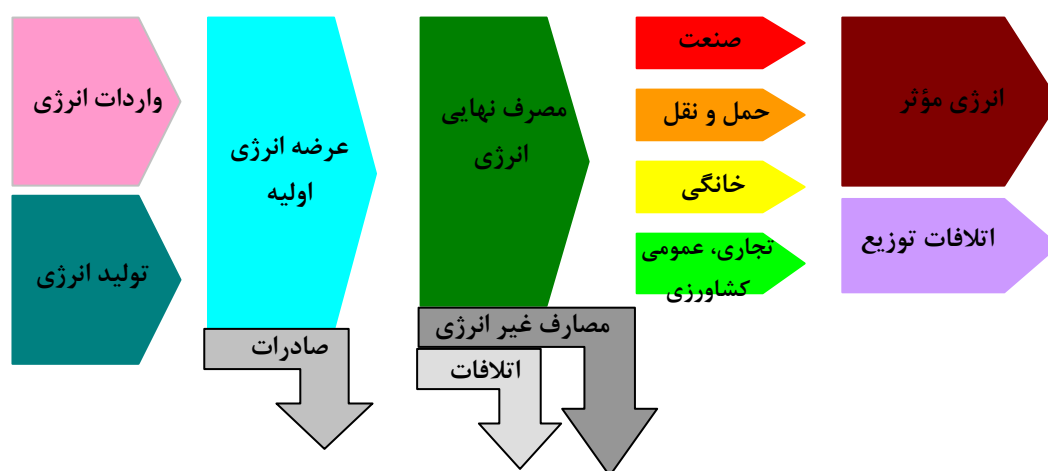 واردات انرژی
تولید انرژی
عرضه انرژی
اولیه
صادرات
مصرف نهایی
انرژی
مصارف غیر انرژی
اتلافات
صنعت
حمل و نقل
خانگی
تجاری، عمومی
کشاورزی
انرژی مؤثر
اتلافات توزیع